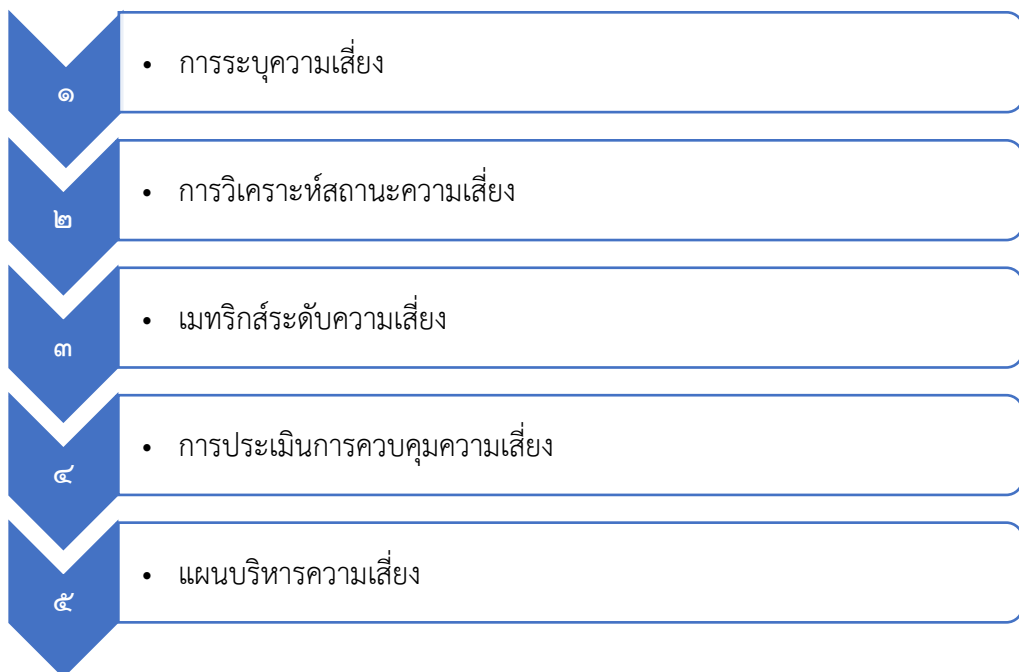 ๑
• การระบุความเสี่ยง
๒
• การวิเคราะห์สถานะความเสี่ยง
๓
• เมทริกส์ระดับความเสี่ยง
๔
• การประเมินการควบคุมความเสี่ยง
๕
• แผนบริหารความเสี่ยง